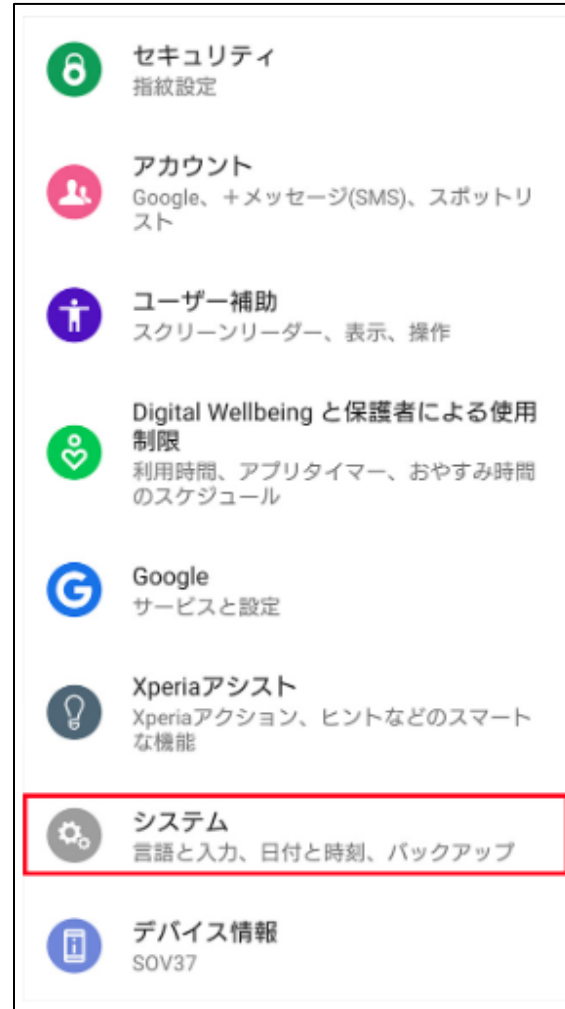 セキュリティ
指紋設定
アカウント
Google、＋メッセージ(SMS)、スポットリ
スト
ユーザー補助
スクリーンリーダー、表示、操作
Digital Wellbeing と保護者による使用
制限
利用時間、アプリタイマー、おやすみ時間
のスケジュール
Google
サービスと設定
Xperiaアシスト
Xperiaアクション、ヒントなどのスマート
な機能
システム
言語と入力、日付と時刻、バックアップ
デバイス情報
SOV37